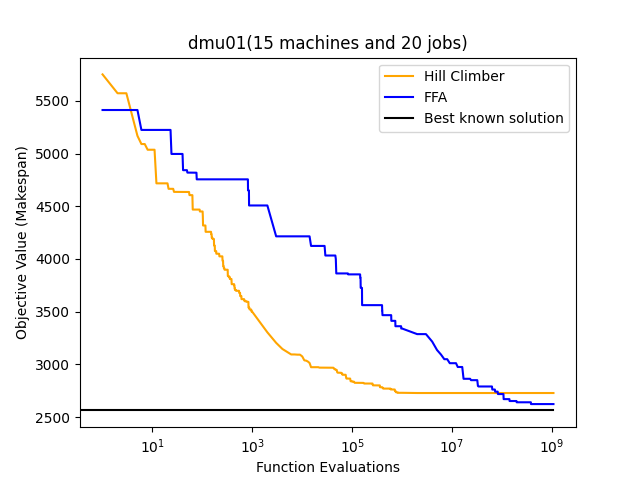 dmu01(15 machines and 20 jobs)
Hill Climber
FFA
Best known solution
Objective Value (Makespan)
5500
5000
4500
4000
3500
3000
2500
10^1
10^3
10^5
10^7
10^9
Function Evaluations